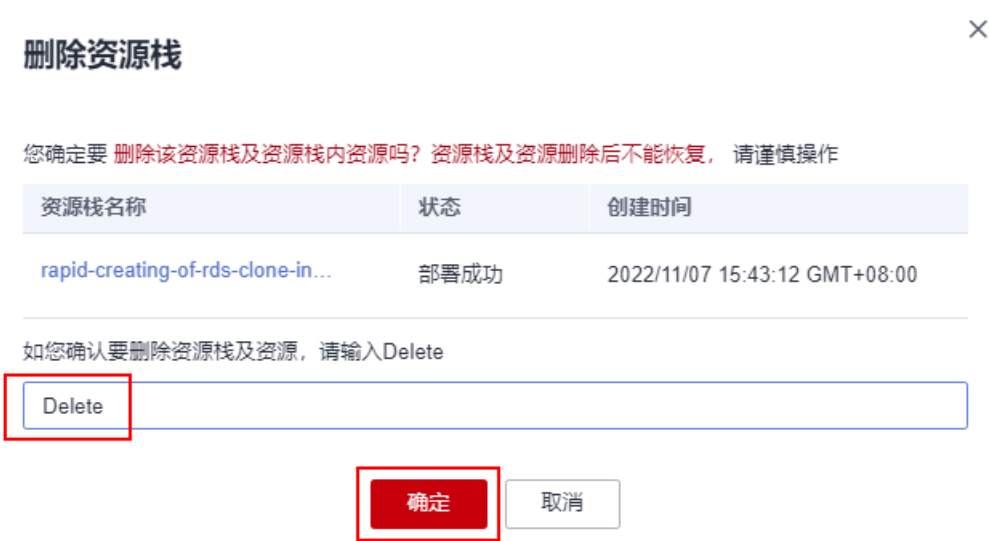 删除资源栈
您确定要 删除该资源栈及资源栈内资源吗？资源栈及资源删除后不能恢复， 请谨慎操作
资源栈名称 状态 创建时间
rapid-creating-of-rds-clone-in... 部署成功 2022/11/07 15:43:12 GMT+08:00
如您确认要删除资源栈及资源，请输入Delete
Delete
确定 取消